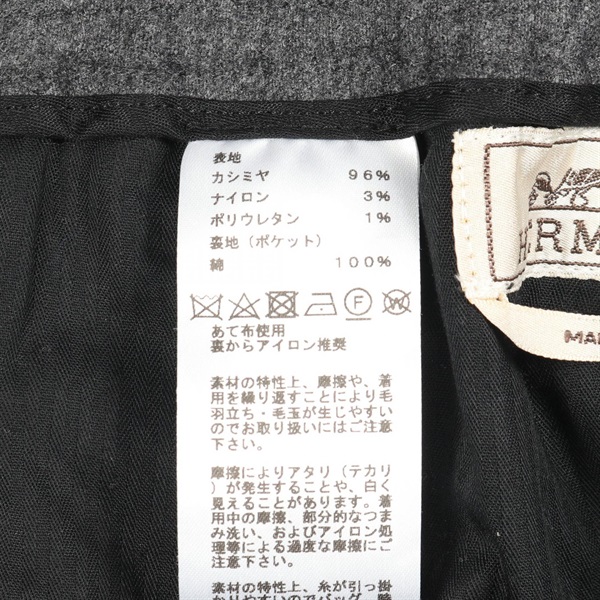 表地
カシミヤ 96%
ナイロン 3%
ポリウレタン 1%
裏地(ポケット)
綿 100%
F W
あて布使用
裏からアイロン推奨
素材の特性上、摩擦や、着
用を繰り返すことにより毛
羽立ち・毛玉が生じやすい
のでお取り扱いにはご注意
下さい。
摩擦によりアタリ(テカリ
)が発生することや、白く
見えることがあります。着
用中の摩擦、部分的なつま
み洗い、およびアイロン処
理等による過度な摩擦にご
注意下さい。
素材の特性上、糸が引っ掛
HERM
MA